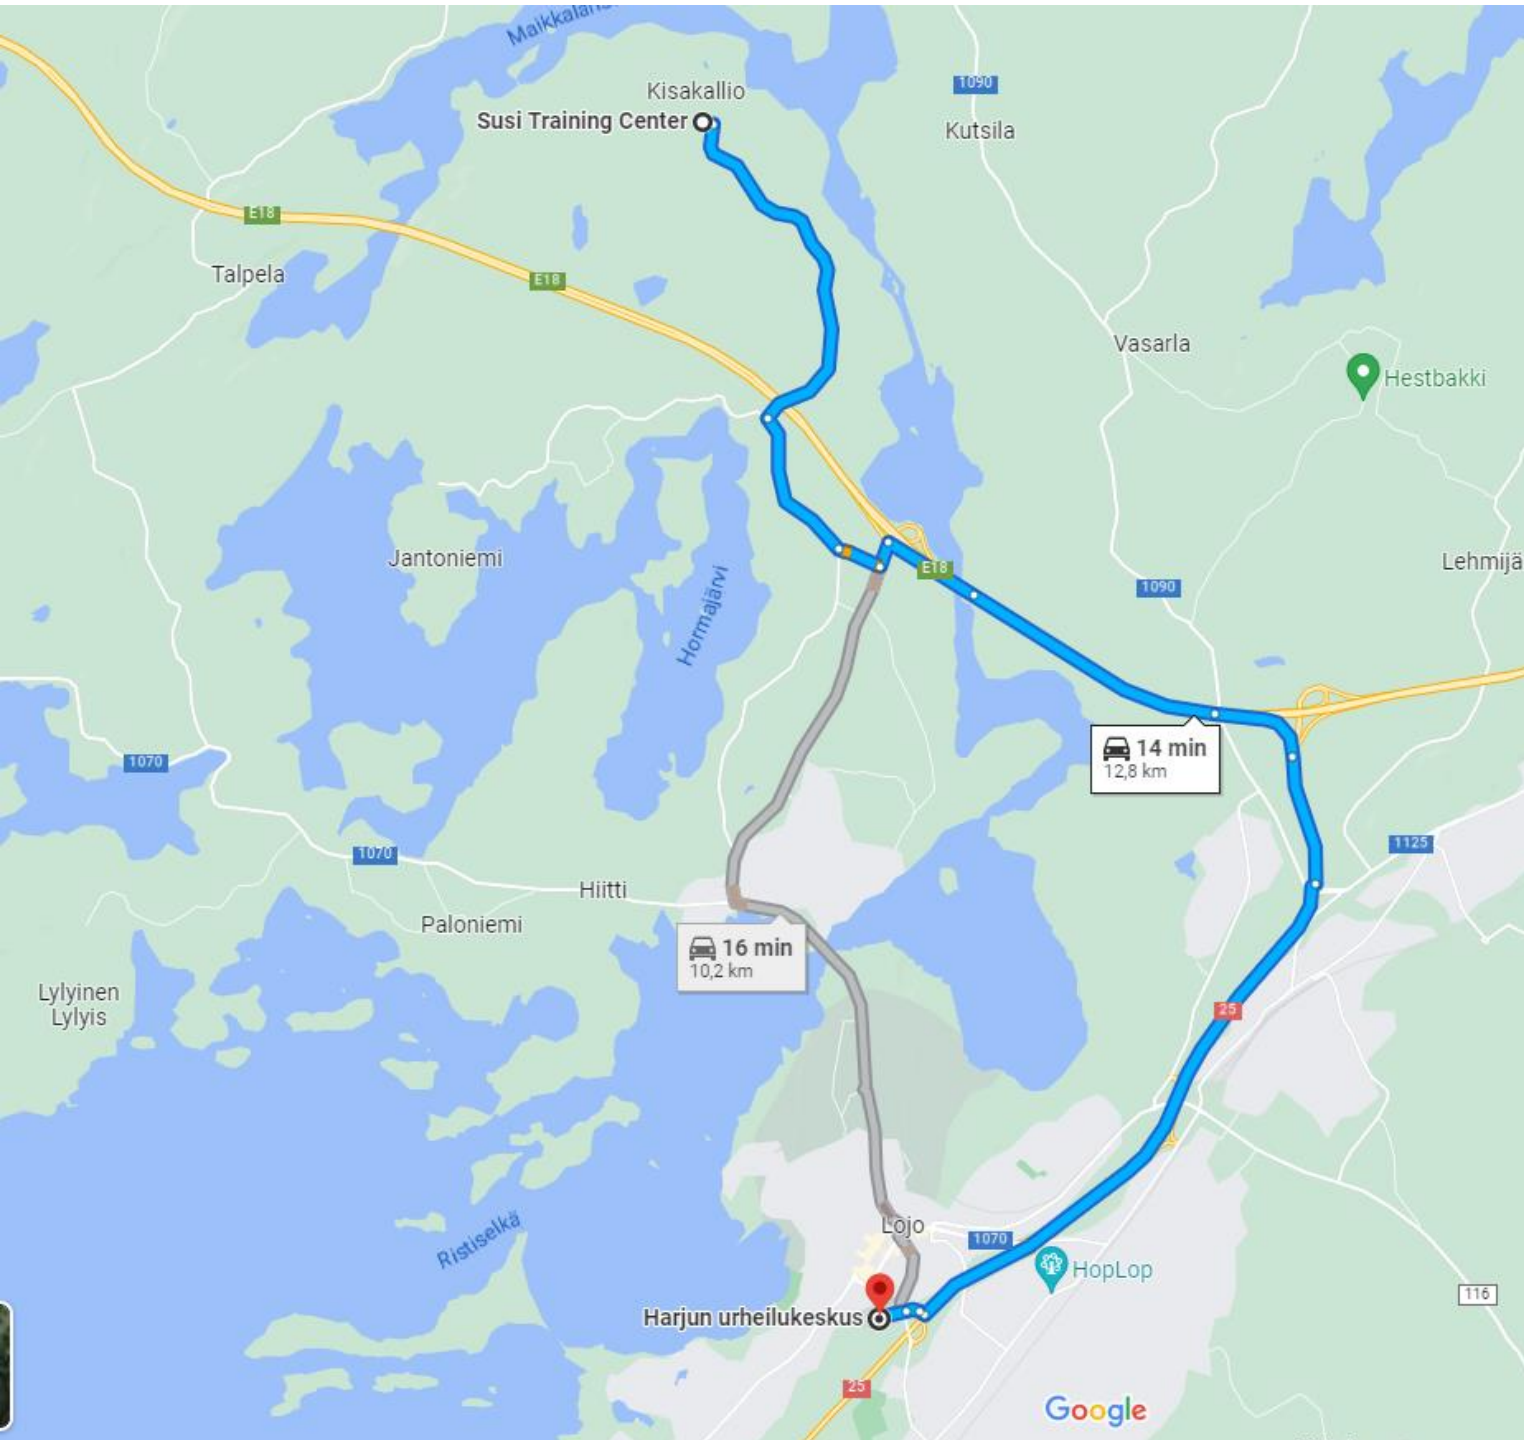 Kisakallio
Susi Training Center
1090
Kutsila
E18
Talpela
E18
Vasarla
Hestbakki
Jantoniemi
Hormajärvi
E18
Lehmijä
1090
14 min
12,8 km
1070
1070
1125
Hiitti
Paloniemi
16 min
10,2 km
Lylyinen
Lylyis
25
Ristiselkä
Lojo
1070
HopLop
116
Harjun urheilukeskus
25
Google